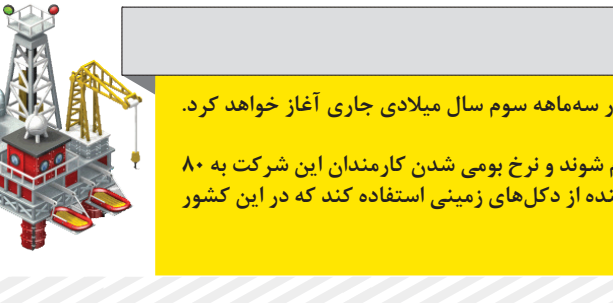 سه‌ماهه سوم سال میلادی جاری آغاز خواهد کرد.
شوند و نرخ بومی شدن کارمندان این شرکت به ۸۰
از دکل‌های زمینی استفاده کند که در این کشور